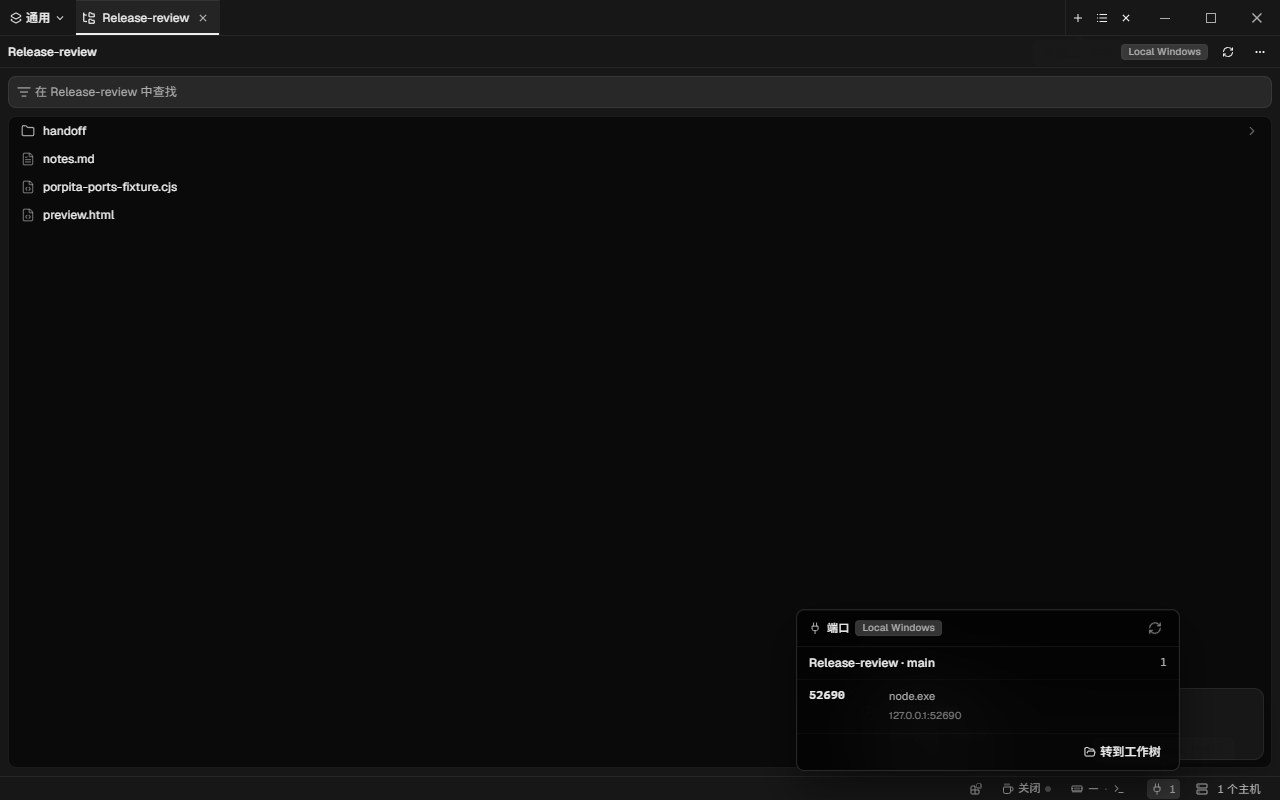 通用
Release-review
Release-review
Local Windows
在 Release-review 中查找
handoff
notes.md
porpita-ports-fixture.cjs
preview.html
端口 Local Windows
Release-review · main 1
52690 node.exe
127.0.0.1:52690
转到工作树
关闭
1
1 个主机